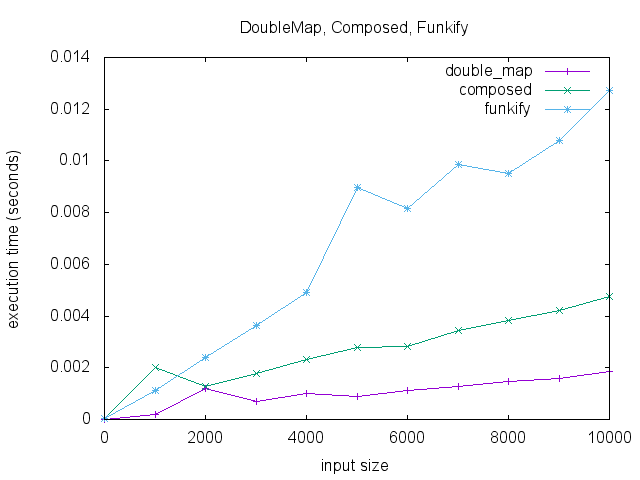 DoubleMap, Composed, Funkify
double_map
composed
funkify
0.014
0.012
0.01
0.008
0.006
0.004
0.002
0
execution time (seconds)
0 2000 4000 6000 8000 10000
input size